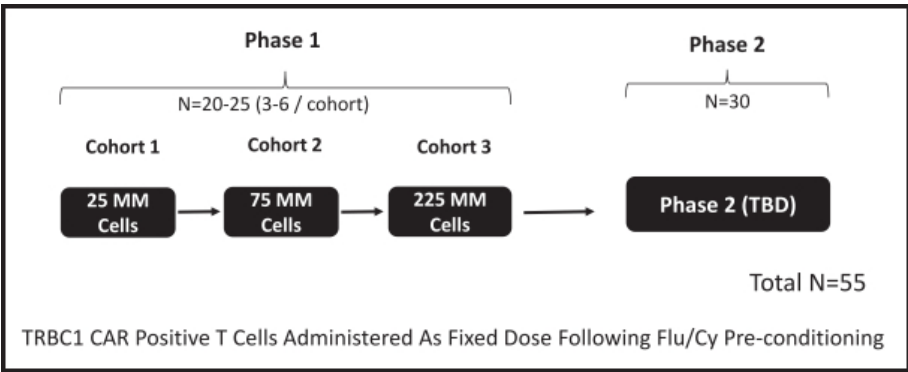 Phase 1
Phase 2
N=20-25 (3-6 / cohort)
N=30
Cohort 1
Cohort 2
Cohort 3
25 MM
Cells
75 MM
Cells
225 MM
Cells
Phase 2 (TBD)
Total N=55
TRBC1 CAR Positive T Cells Administered As Fixed Dose Following Flu/Cy Pre-conditioning